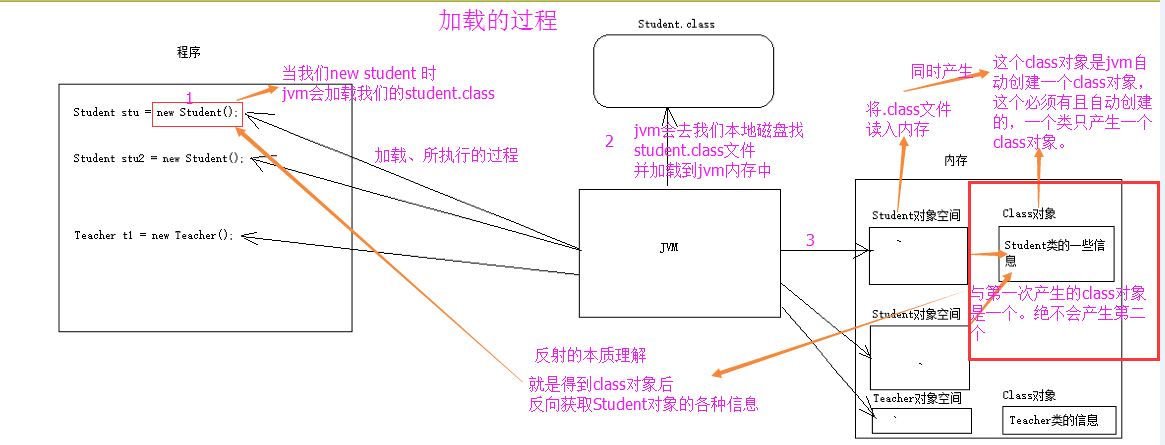 加载的过程
Student.class
程序
当我们new student 时
jvm会加载我们的student.class
1
Student stu = new Student();
Student stu2 = new Student();
Teacher t1 = new Teacher();
加载、所执行的过程
2
jvm会去我们本地磁盘找
student.class文件
并加载到jvm内存中
JVM
3
同时产生
将.class文件
读入内存
这个class对象是jvm自
动创建一个class对象,
这个必须有且自动创建
的，一个类只产生一个
class对象。
内存
Student对象空间
Class对象
Student类的一些信
息
与第一次产生的class对象
是一个。绝不会产生第二
个
Student对象空间
Teacher对象空间
Class对象
Teacher类的信息
反射的本质理解
就是得到class对象后
反向获取Student对象的各种信息